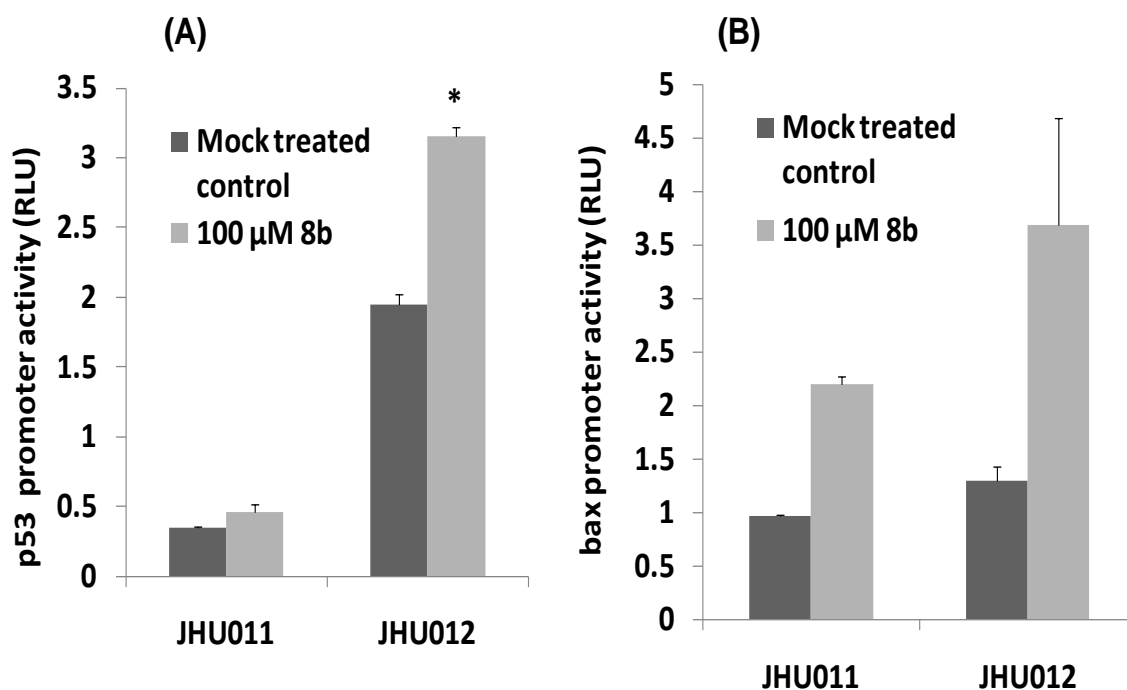 (A)
p53 promoter activity (RLU)
3.5
3
2.5
2
1.5
1
0.5
0
*
Mock treated
control
100 µM 8b
JHU011
JHU012
(B)
bax promoter activity (RLU)
5
4.5
4
3.5
3
2.5
2
1.5
1
0.5
0
Mock treated
control
100 µM 8b
JHU011
JHU012